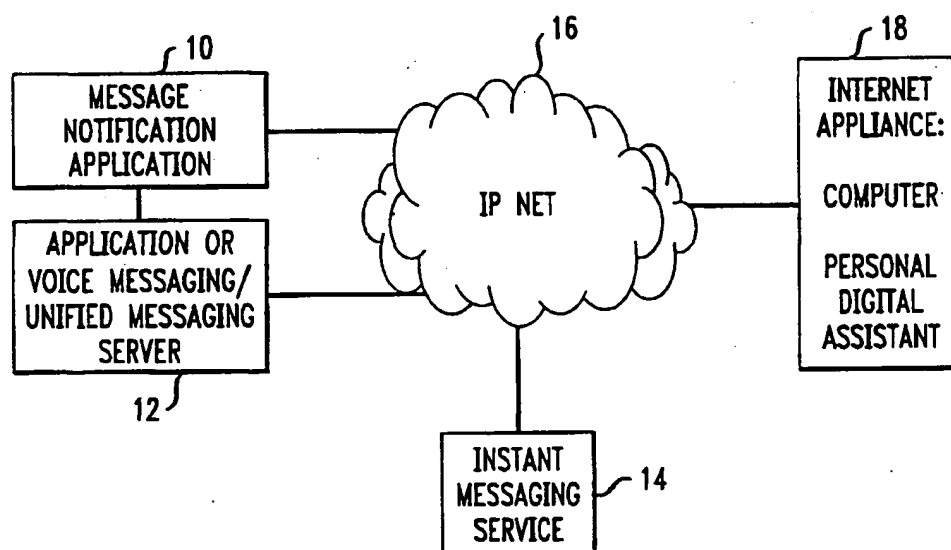 10
MESSAGE
NOTIFICATION
APPLICATION
APPLICATION OR
VOICE MESSAGING/
UNIFIED MESSAGING
SERVER
12
16
IP NET
INSTANT
MESSAGING
SERVICE
14
18
INTERNET
APPLIANCE:
COMPUTER
PERSONAL
DIGITAL
ASSISTANT